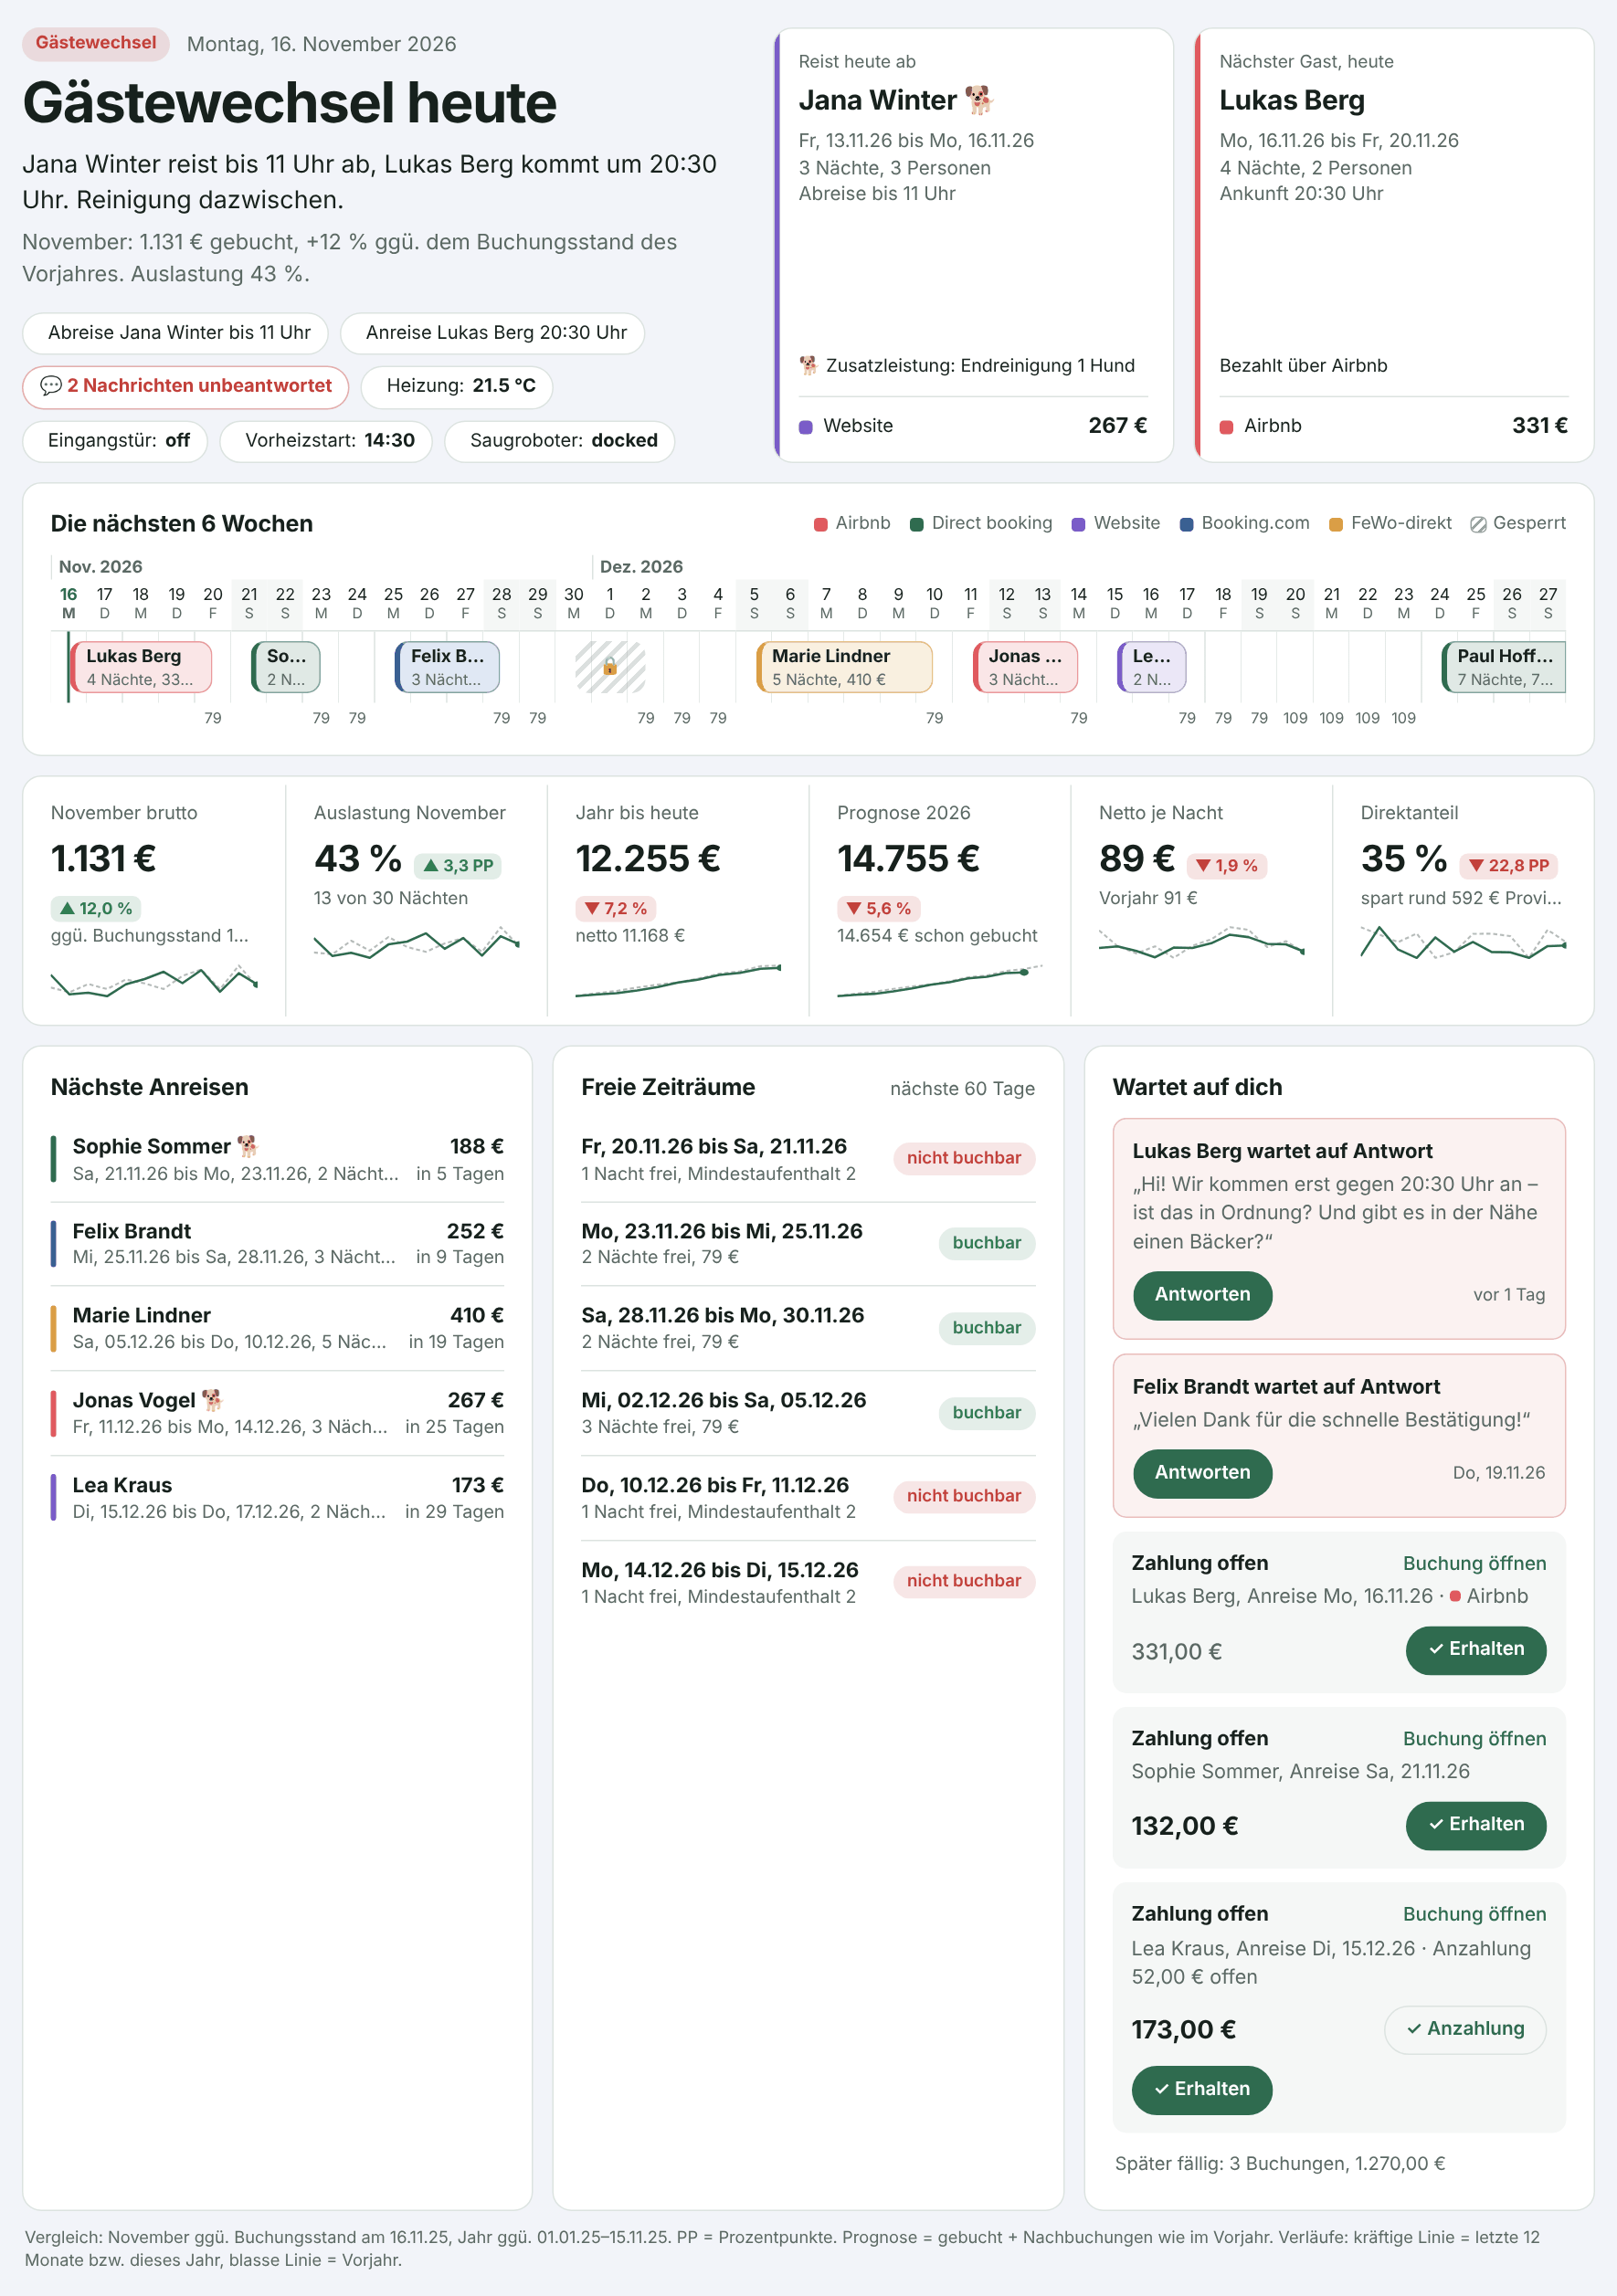 Gästewechsel Montag, 16. November 2026
Gästewechsel heute
Jana Winter reist bis 11 Uhr ab, Lukas Berg kommt um 20:30
Uhr. Reinigung dazwischen.
November: 1.131 € gebucht, +12 % ggü. dem Buchungsstand des
Vorjahres. Auslastung 43 %.
Abreise Jana Winter bis 11 Uhr Anreise Lukas Berg 20:30 Uhr
💬 2 Nachrichten unbeantwortet Heizung: 21.5 °C
Eingangstür: off Vorheizstart: 14:30 Saugroboter: docked
Reist heute ab
Jana Winter 🐕
Fr, 13.11.26 bis Mo, 16.11.26
3 Nächte, 3 Personen
Abreise bis 11 Uhr
🐕 Zusatzleistung: Endreinigung 1 Hund
Website 267 €
Nächster Gast, heute
Lukas Berg
Mo, 16.11.26 bis Fr, 20.11.26
4 Nächte, 2 Personen
Ankunft 20:30 Uhr
Bezahlt über Airbnb
Airbnb 331 €
Die nächsten 6 Wochen Airbnb Direct booking Website Booking.com FeWo-direkt Gesperrt
Nov. 2026 Dez. 2026
16 17 18 19 20 21 22 23 24 25 26 27 28 29 30 1 2 3 4 5 6 7 8 9 10 11 12 13 14 15 16 17 18 19 20 21 22 23 24 25 26 27
M D M D F S S M D M D F S S M D M D F S S M D M D F S S M D M D F S S M D M D F S S
Lukas Berg So... Felix B... 🔒 Marie Lindner Jonas ... Le... Paul Hoff...
4 Nächte, 33... 2 N... 3 Nächt... 5 Nächte, 410 € 3 Nächt... 2 N... 7 Nächte, 7...
79 79 79 79 79 79 79 79 79 79 79 79 79 109 109 109 109
November brutto
1.131 €
▲ 12,0 %
ggü. Buchungsstand 1...
Auslastung November
43 % ▲ 3,3 PP
13 von 30 Nächten
Jahr bis heute
12.255 €
▼ 7,2 %
netto 11.168 €
Prognose 2026
14.755 €
▼ 5,6 %
14.654 € schon gebucht
Netto je Nacht
89 € ▼ 1,9 %
Vorjahr 91 €
Direktanteil
35 % ▼ 22,8 PP
spart rund 592 € Provi...
Nächste Anreisen
Sophie Sommer 🐕 188 €
Sa, 21.11.26 bis Mo, 23.11.26, 2 Nächt... in 5 Tagen
Felix Brandt 252 €
Mi, 25.11.26 bis Sa, 28.11.26, 3 Nächt... in 9 Tagen
Marie Lindner 410 €
Sa, 05.12.26 bis Do, 10.12.26, 5 Näc... in 19 Tagen
Jonas Vogel 🐕 267 €
Fr, 11.12.26 bis Mo, 14.12.26, 3 Näch... in 25 Tagen
Lea Kraus 173 €
Di, 15.12.26 bis Do, 17.12.26, 2 Näch... in 29 Tagen
Freie Zeiträume nächste 60 Tage
Fr, 20.11.26 bis Sa, 21.11.26 nicht buchbar
1 Nacht frei, Mindestaufenthalt 2
Mo, 23.11.26 bis Mi, 25.11.26 buchbar
2 Nächte frei, 79 €
Sa, 28.11.26 bis Mo, 30.11.26 buchbar
2 Nächte frei, 79 €
Mi, 02.12.26 bis Sa, 05.12.26 buchbar
3 Nächte frei, 79 €
Do, 10.12.26 bis Fr, 11.12.26 nicht buchbar
1 Nacht frei, Mindestaufenthalt 2
Mo, 14.12.26 bis Di, 15.12.26 nicht buchbar
1 Nacht frei, Mindestaufenthalt 2
Wartet auf dich
Lukas Berg wartet auf Antwort
„Hi! Wir kommen erst gegen 20:30 Uhr an –
ist das in Ordnung? Und gibt es in der Nähe
einen Bäcker?“
Antworten vor 1 Tag
Felix Brandt wartet auf Antwort
„Vielen Dank für die schnelle Bestätigung!“
Antworten Do, 19.11.26
Zahlung offen Buchung öffnen
Lukas Berg, Anreise Mo, 16.11.26 · Airbnb
331,00 € ✓ Erhalten
Zahlung offen Buchung öffnen
Sophie Sommer, Anreise Sa, 21.11.26
132,00 € ✓ Erhalten
Zahlung offen Buchung öffnen
Lea Kraus, Anreise Di, 15.12.26 · Anzahlung
52,00 € offen
173,00 € ✓ Anzahlung
✓ Erhalten
Später fällig: 3 Buchungen, 1.270,00 €
Vergleich: November ggü. Buchungsstand am 16.11.25, Jahr ggü. 01.01.25–15.11.25. PP = Prozentpunkte. Prognose = gebucht + Nachbuchungen wie im Vorjahr. Verläufe: kräftige Linie = letzte 12
Monate bzw. dieses Jahr, blasse Linie = Vorjahr.